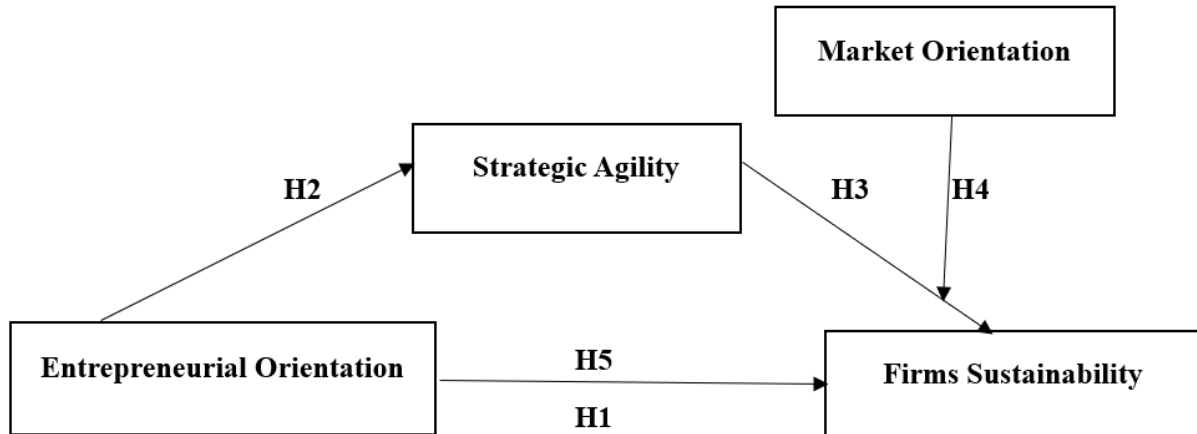 Market Orientation
Strategic Agility
H2
H3
H4
Entrepreneurial Orientation
H5
H1
Firms Sustainability